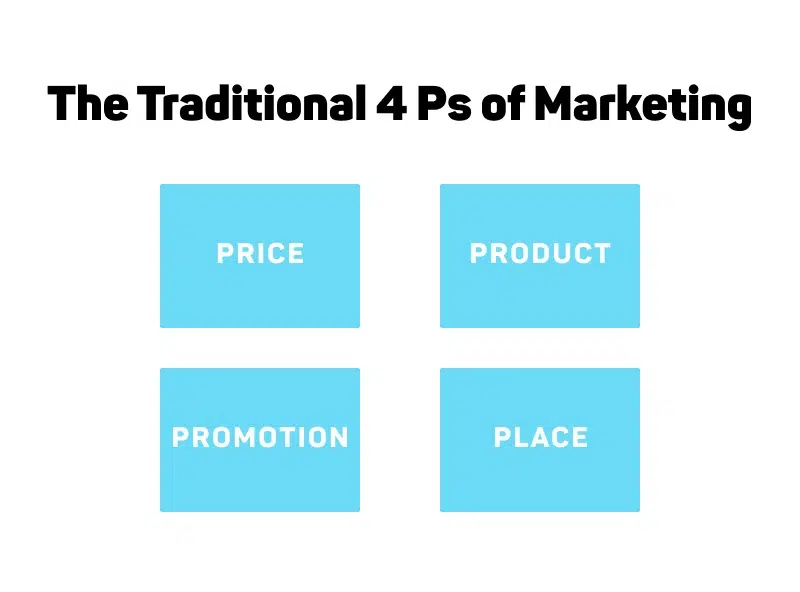 The Traditional 4 Ps of Marketing
PRICE
PRODUCT
PROMOTION
PLACE